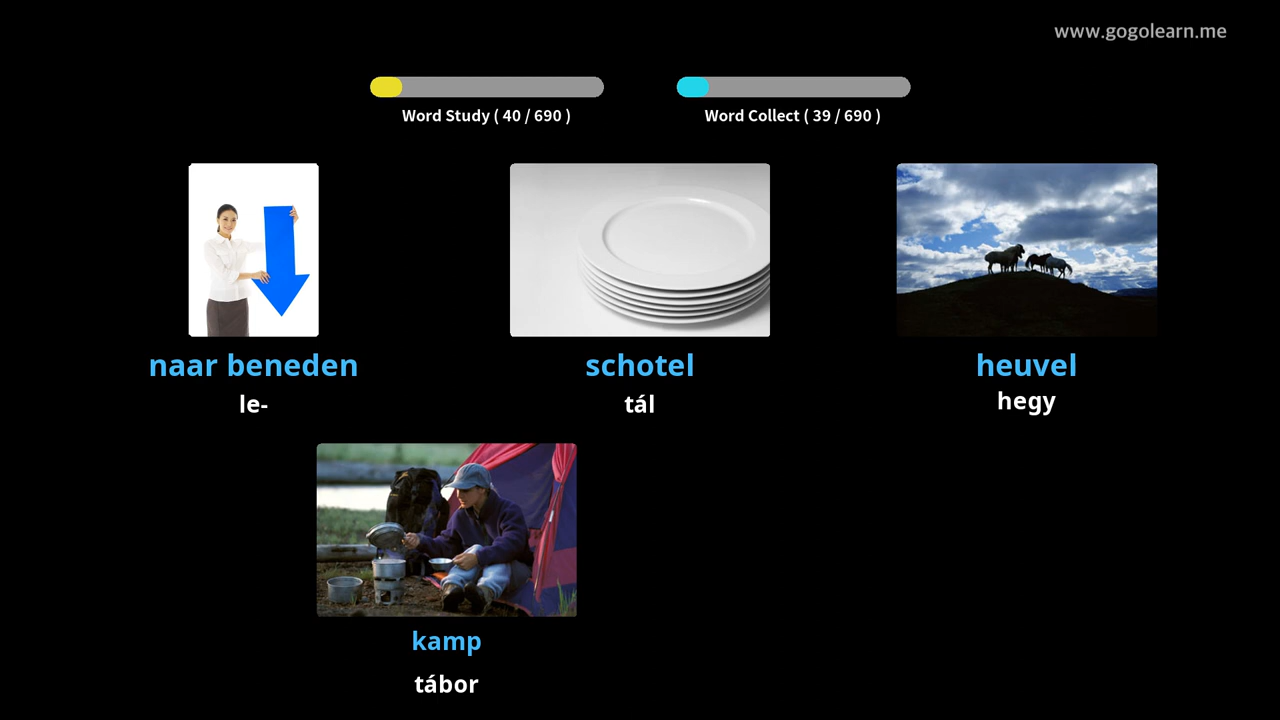 www.gogolearn.me
Word Study ( 40 / 690 )
Word Collect ( 39 / 690 )
naar beneden
le-
schotel
tál
heuvel
hegy
kamp
tábor